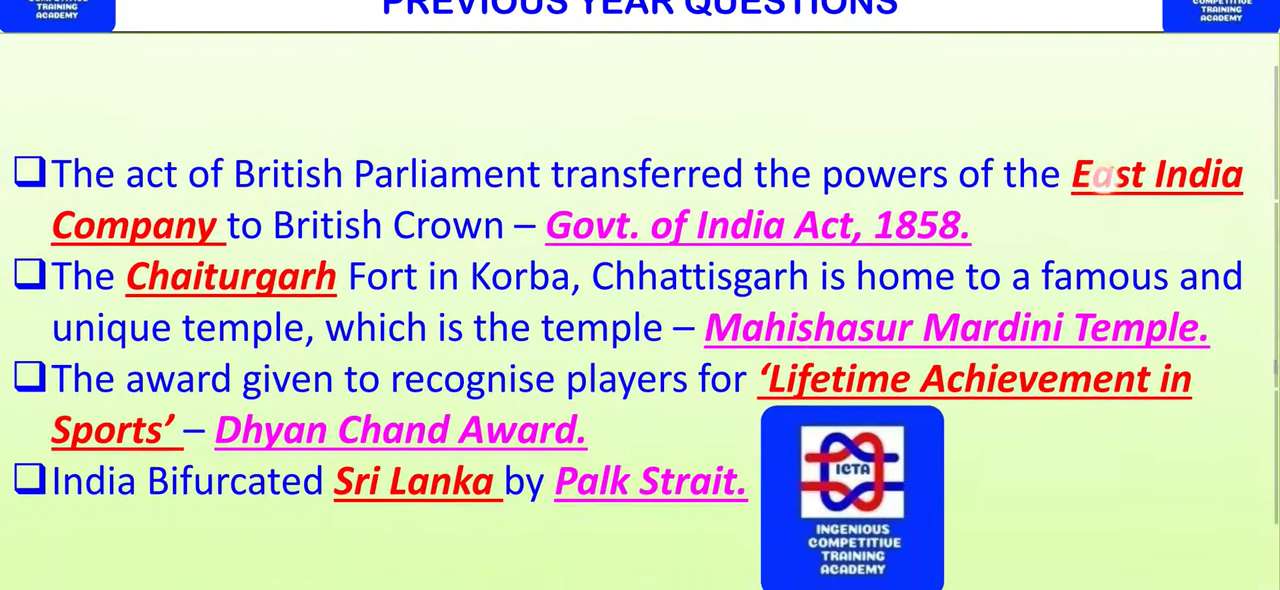 COMPETITIVE
TRAINING
ACADEMY
PREVIOUS YEAR QUESTIONS
COMPETITIVE
TRAINING
ACADEMY
The act of British Parliament transferred the powers of the East India
Company to British Crown – Govt. of India Act, 1858.
The Chaiturgarh Fort in Korba, Chhattisgarh is home to a famous and
unique temple, which is the temple – Mahishasur Mardini Temple.
The award given to recognise players for ‘Lifetime Achievement in
Sports’ – Dhyan Chand Award.
India Bifurcated Sri Lanka by Palk Strait.
ICTA
INGENIOUS
COMPETITIVE
TRAINING
ACADEMY